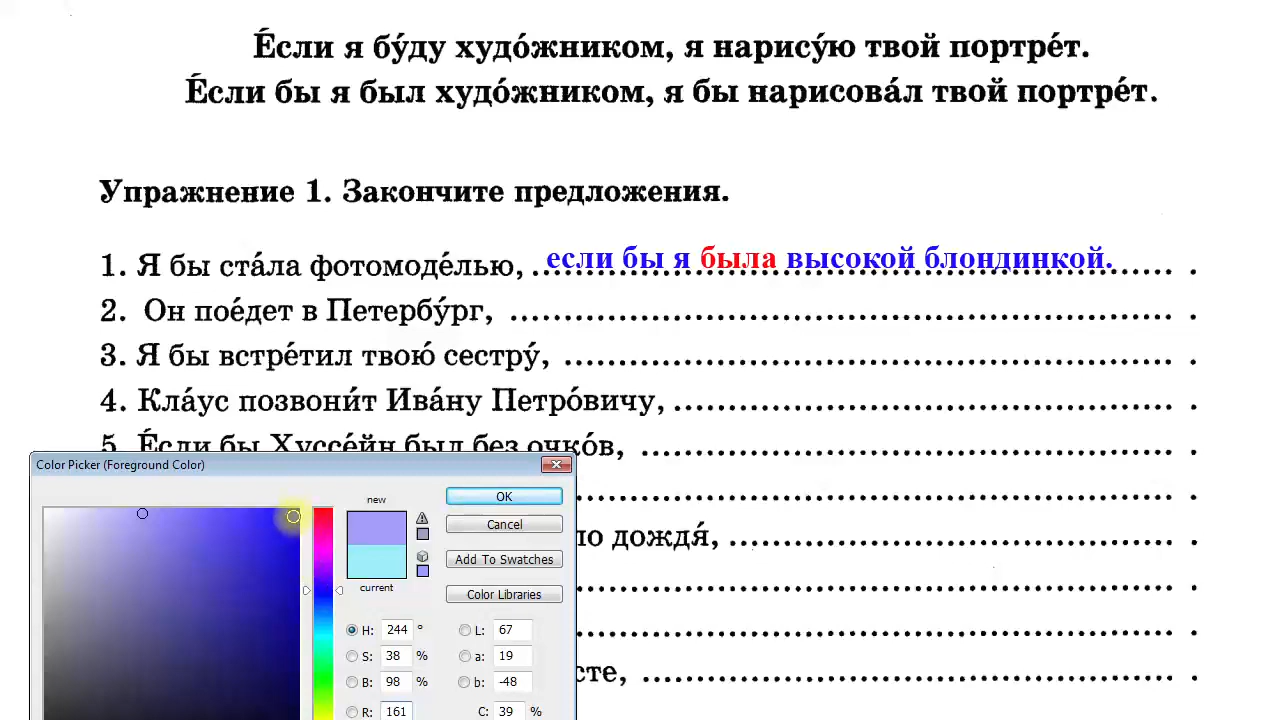 Е́сли я бу́ду худо́жником, я нарису́ю твой портре́т.
Е́сли бы я был худо́жником, я бы нарисова́л твой портре́т.
Упражнение 1. Закончите предложения.
1. Я бы ста́ла фотомоде́лью, если бы я была высокой блондинкой. .
2. Он пое́дет в Петербу́рг, .
3. Я бы встре́тил твою́ сестру́, .
4. Кла́ус позвони́т Ива́ну Петро́вичу, .
5. Е́сли бы Хуссе́йн был без очко́в, .
дождя́, .
Color Picker (Foreground Color)
new
current
OK
Cancel
Add To Swatches
Color Libraries
H: 244 °
S: 38 %
B: 98 %
R: 161
L: 67
a: 19
b: -48
C: 39 %